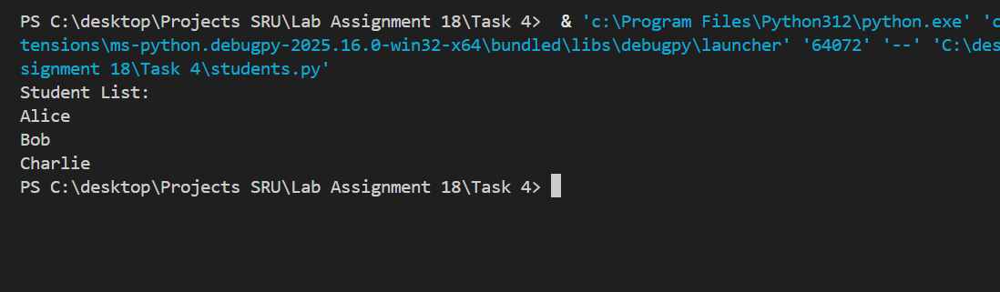 PS C:\desktop\Projects SRU\Lab Assignment 18\Task 4>  & 'c:\Program Files\Python312\python.exe' 'c
tensions\ms-python.debugpy-2025.16.0-win32-x64\bundled\libs\debugpy\launcher' '64072' '--' 'C:\des
signment 18\Task 4\students.py'
Student List:
Alice
Bob
Charlie
PS C:\desktop\Projects SRU\Lab Assignment 18\Task 4>